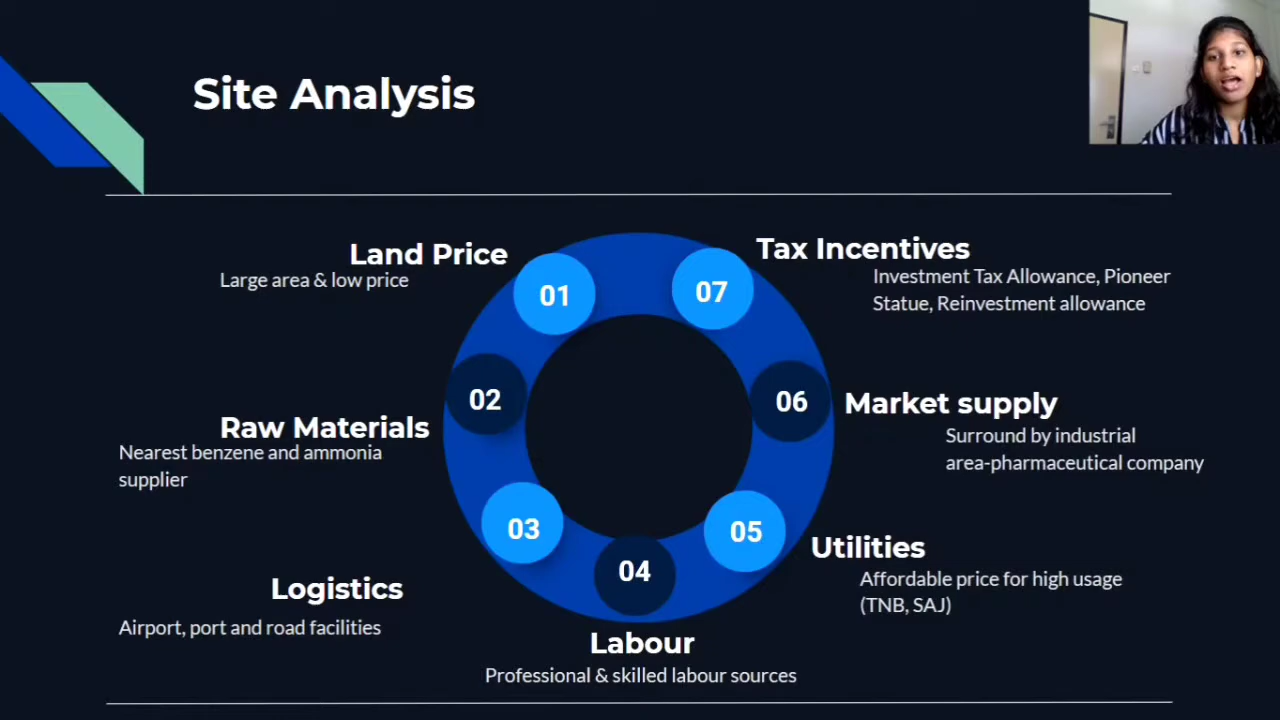 Site Analysis
Land Price
Large area & low price
01
02
Raw Materials
Nearest benzene and ammonia
supplier
03
Logistics
Airport, port and road facilities
04
Labour
Professional & skilled labour sources
05
Utilities
Affordable price for high usage
(TNB, SAJ)
06
Market supply
Surround by industrial
area-pharmaceutical company
07
Tax Incentives
Investment Tax Allowance, Pioneer
Statue, Reinvestment allowance